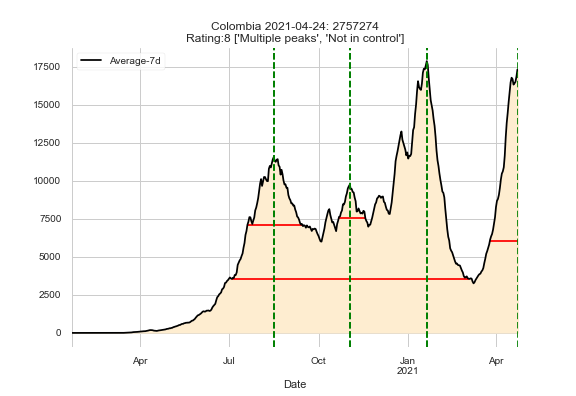 Colombia 2021-04-24: 2757274
Rating:8 ['Multiple peaks', 'Not in control']
Average-7d
17500
15000
12500
10000
7500
5000
2500
0
Apr
Jul
Oct
Jan
2021
Apr
Date